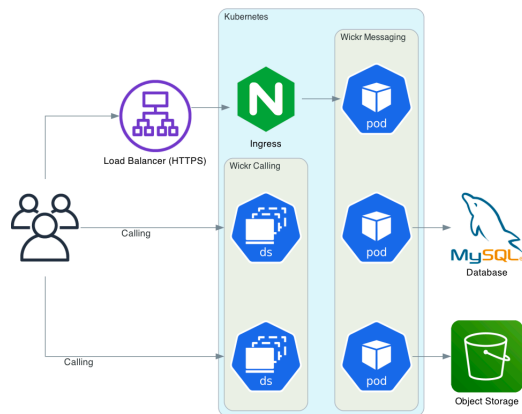 Kubernetes
Wickr Messaging
pod
Load Balancer (HTTPS)
N
Ingress
Wickr Calling
Calling
ds
pod
MySQL
Database
Calling
ds
pod
Object Storage